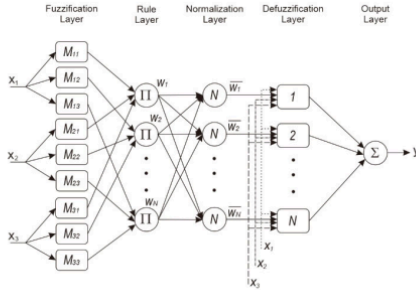 Fuzzification Layer
Rule Layer
Normalization Layer
Defuzzification Layer
Output Layer
X1
X2
X3
M11
M12
M13
M21
M22
M23
M31
M32
M33
Π
Π
Π
W1
W2
WN
N
N
N
W1
W2
WN
1
2
N
X1
X2
X3
Σ
y